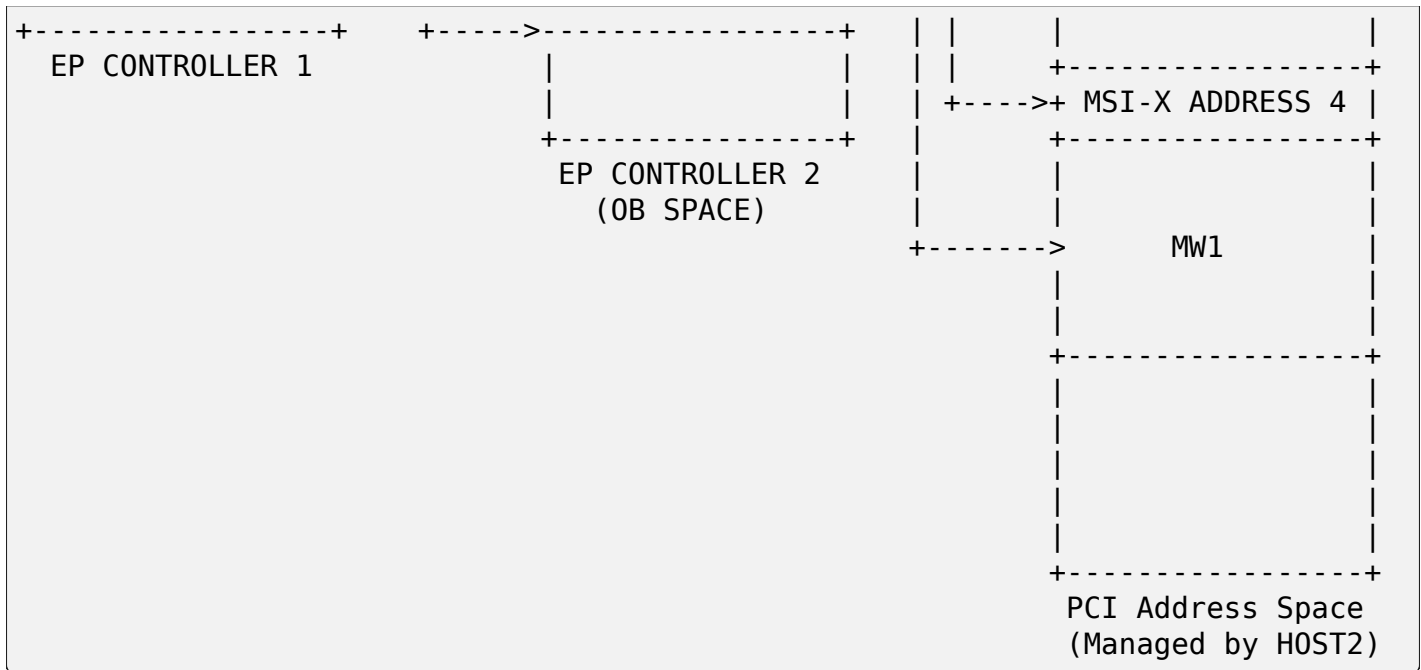 +-----------------+    +----->-----------------+   | |     |                 |
  EP CONTROLLER 1             |                |   | |     +-----------------+
                              |                |   | +---->+ MSI-X ADDRESS 4 |
                              +----------------+   |       +-----------------+
                               EP CONTROLLER 2     |       |                 |
                                 (OB SPACE)        |       |                 |
                                                   +------->      MW1        |
                                                           |                 |
                                                           |                 |
                                                           +-----------------+
                                                           |                 |
                                                           |                 |
                                                           |                 |
                                                           |                 |
                                                           |                 |
                                                           +-----------------+
                                                            PCI Address Space
                                                            (Managed by HOST2)